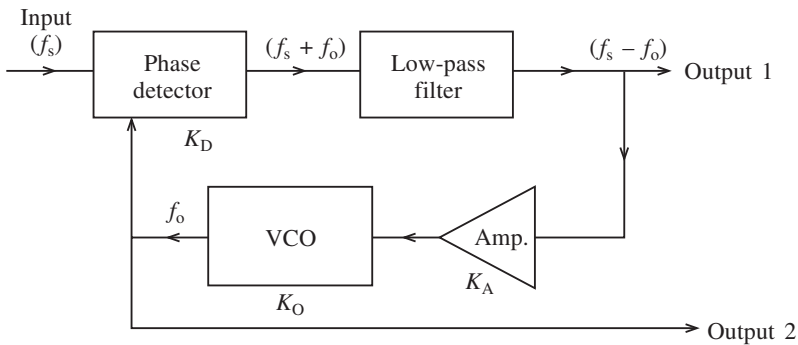 Input
(fs)
Phase
detector
KD
(fs + fo)
Low-pass
filter
(fs − fo)
Output 1
fo
VCO
KO
Amp.
KA
Output 2